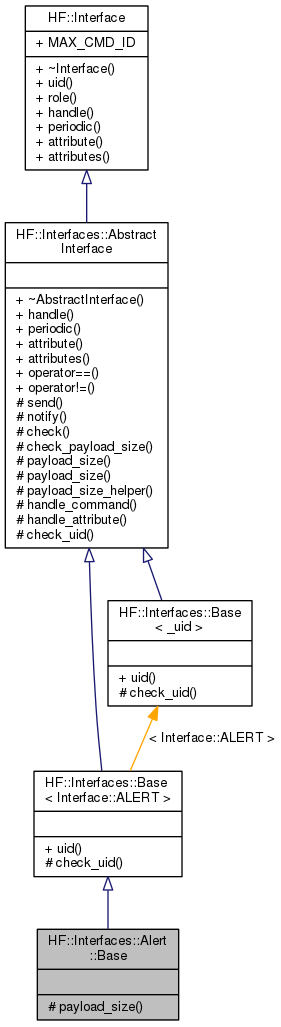 HF::Interface
+ MAX_CMD_ID
+ ~Interface()
+ uid()
+ role()
+ handle()
+ periodic()
+ attribute()
+ attributes()
HF::Interfaces::Abstract
Interface
+ ~AbstractInterface()
+ handle()
+ periodic()
+ attribute()
+ attributes()
+ operator==()
+ operator!=()
# send()
# notify()
# check()
# check_payload_size()
# payload_size()
# payload_size()
# payload_size_helper()
# handle_command()
# handle_attribute()
# check_uid()
HF::Interfaces::Base
< _uid >
+ uid()
# check_uid()
< Interface::ALERT >
HF::Interfaces::Base
< Interface::ALERT >
+ uid()
# check_uid()
HF::Interfaces::Alert
::Base
# payload_size()